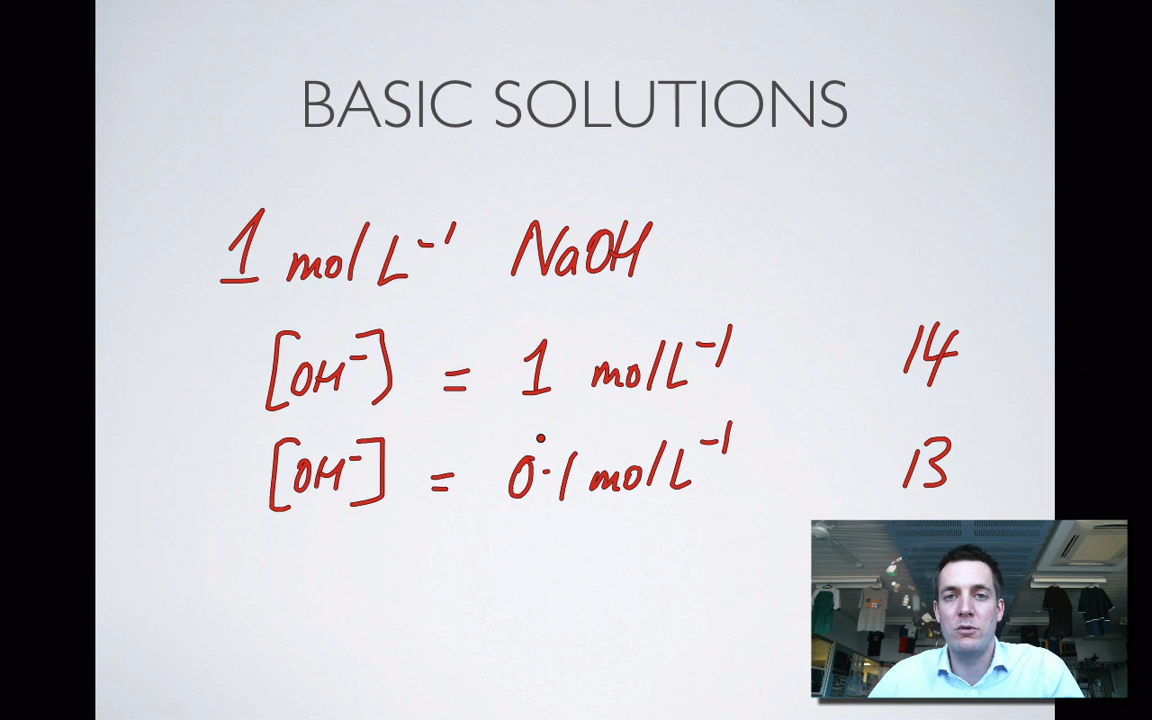 BASIC SOLUTIONS
1 mol L⁻¹ NaOH
[OH⁻] = 1 mol L⁻¹ 14
[OH⁻] = 0·1 mol L⁻¹ 13